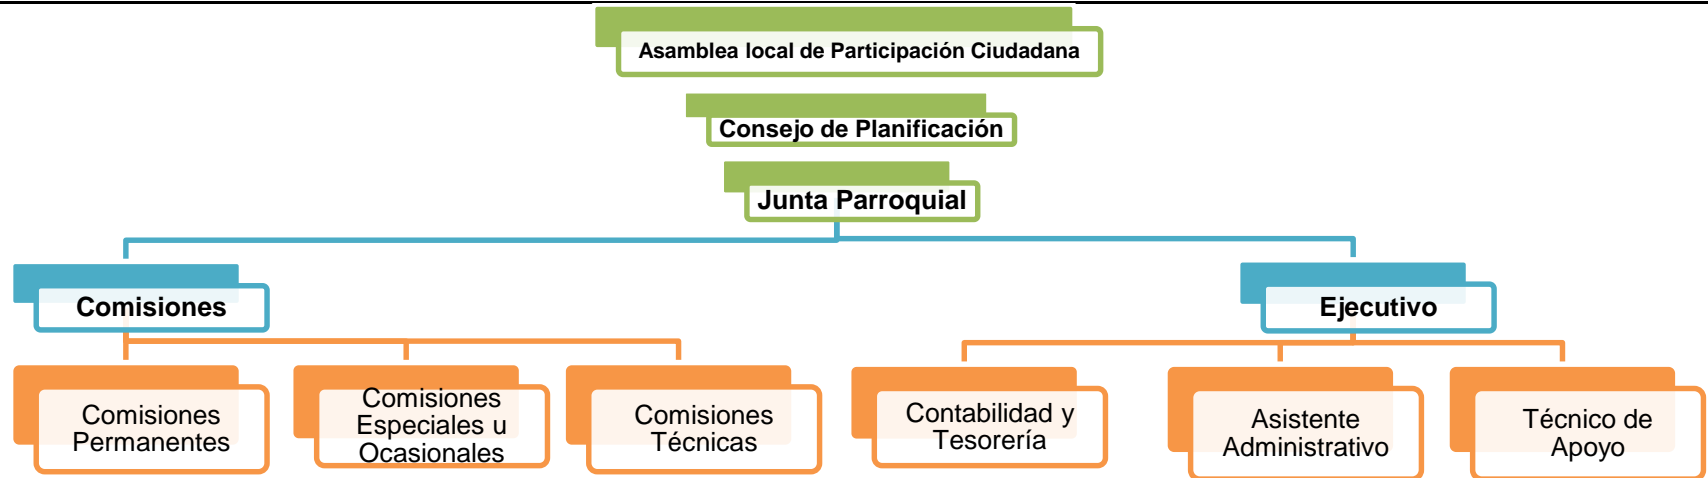 Asamblea local de Participación Ciudadana
Consejo de Planificación
Junta Parroquial
Comisiones
Ejecutivo
Comisiones
Permanentes
Comisiones
Especiales u
Ocasionales
Comisiones
Técnicas
Contabilidad y
Tesorería
Asistente
Administrativo
Técnico de
Apoyo